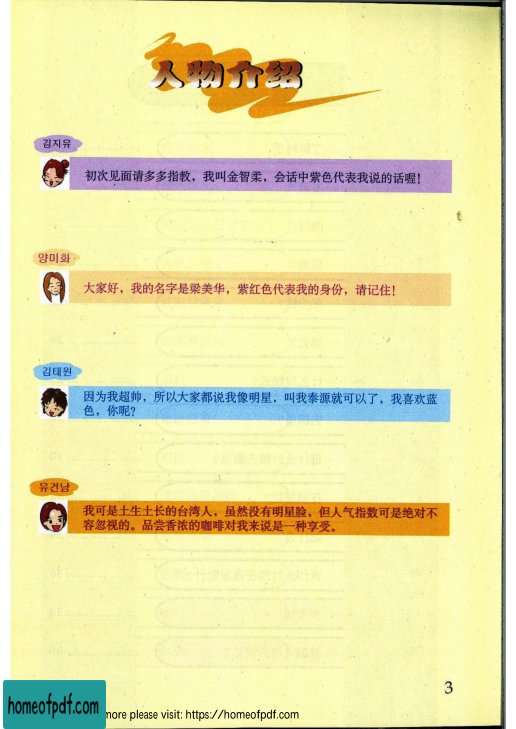 人物介绍
김지유
初次见面请多多指教，我叫金智柔，会话中紫色代表我说的话喔！
양미화
大家好，我的名字是梁美华，紫红色代表我的身份，请记住！
김태원
因为我超帅，所以大家都说我像明星，叫我泰源就可以了，我喜欢蓝
色，你呢？
유건남
我可是土生土长的台湾人，虽然没有明星脸，但人气指数可是绝对不
容忽视的。品尝香浓的咖啡对我来说是一种享受。
3
homeofpdf.com
more please visit: https://homeofpdf.com